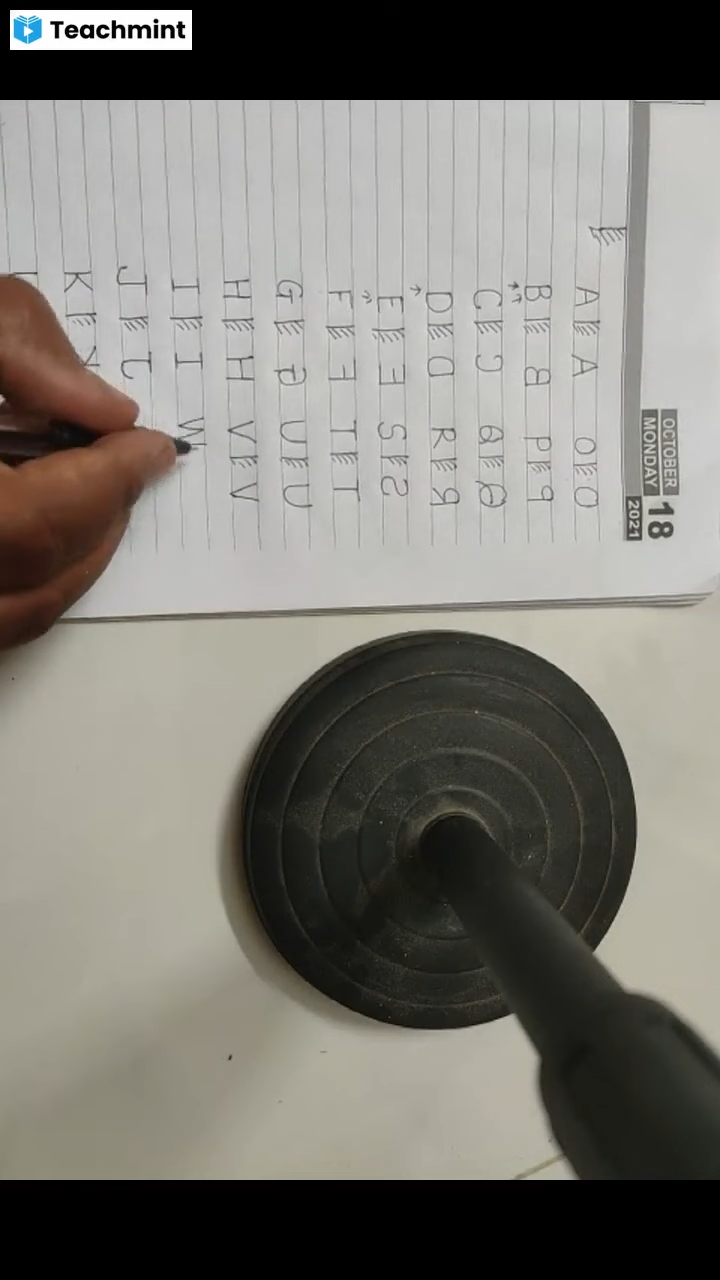 Teachmint
OCTOBER 18
MONDAY 2021
A A O O
B ᗺ P ꟼ
C Ɔ Q
D ᗡ R Я
E Ǝ S Ƨ
F ꟻ T T
G U U
H H V V
I I W
J
K